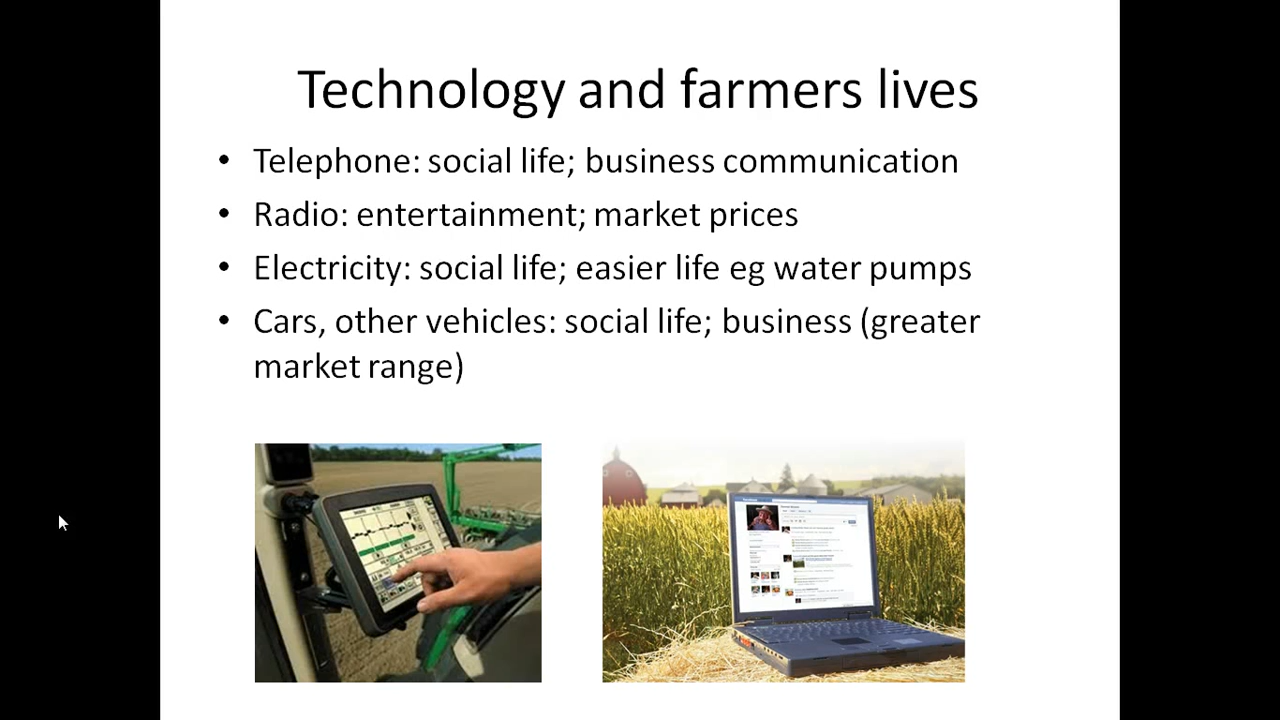 Technology and farmers lives
• Telephone: social life; business communication
• Radio: entertainment; market prices
• Electricity: social life; easier life eg water pumps
• Cars, other vehicles: social life; business (greater
market range)